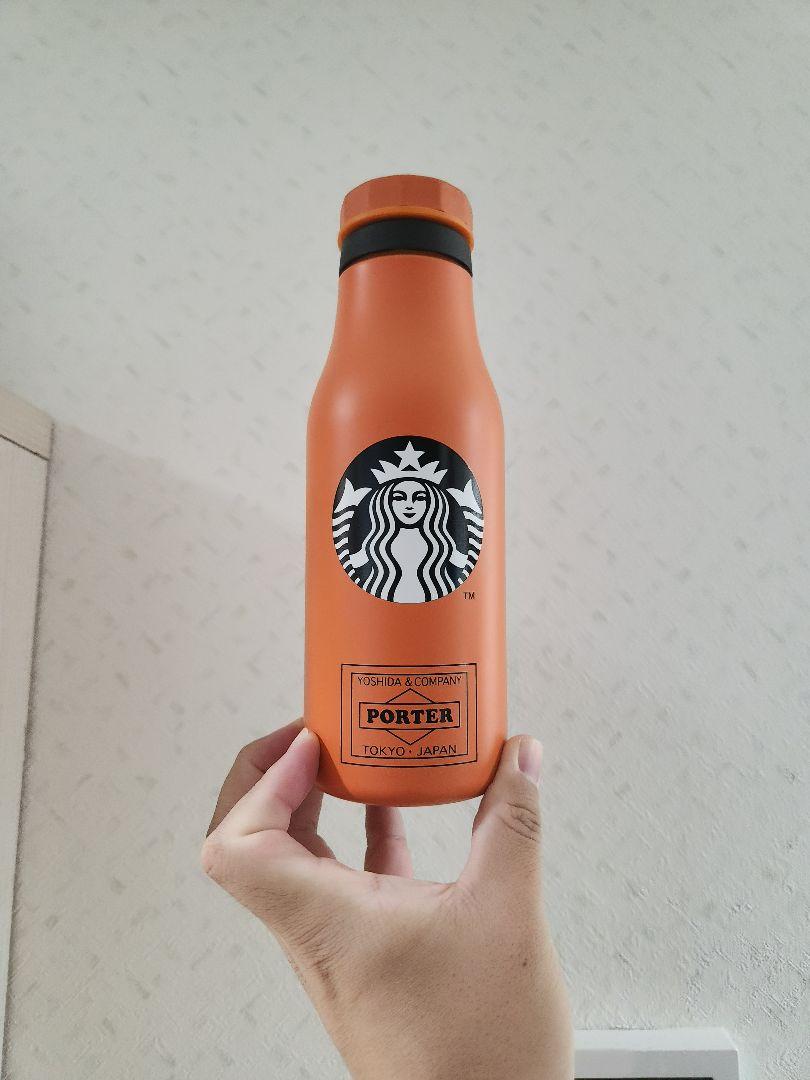 TM
YOSHIDA & COMPANY
PORTER
TOKYO · JAPAN